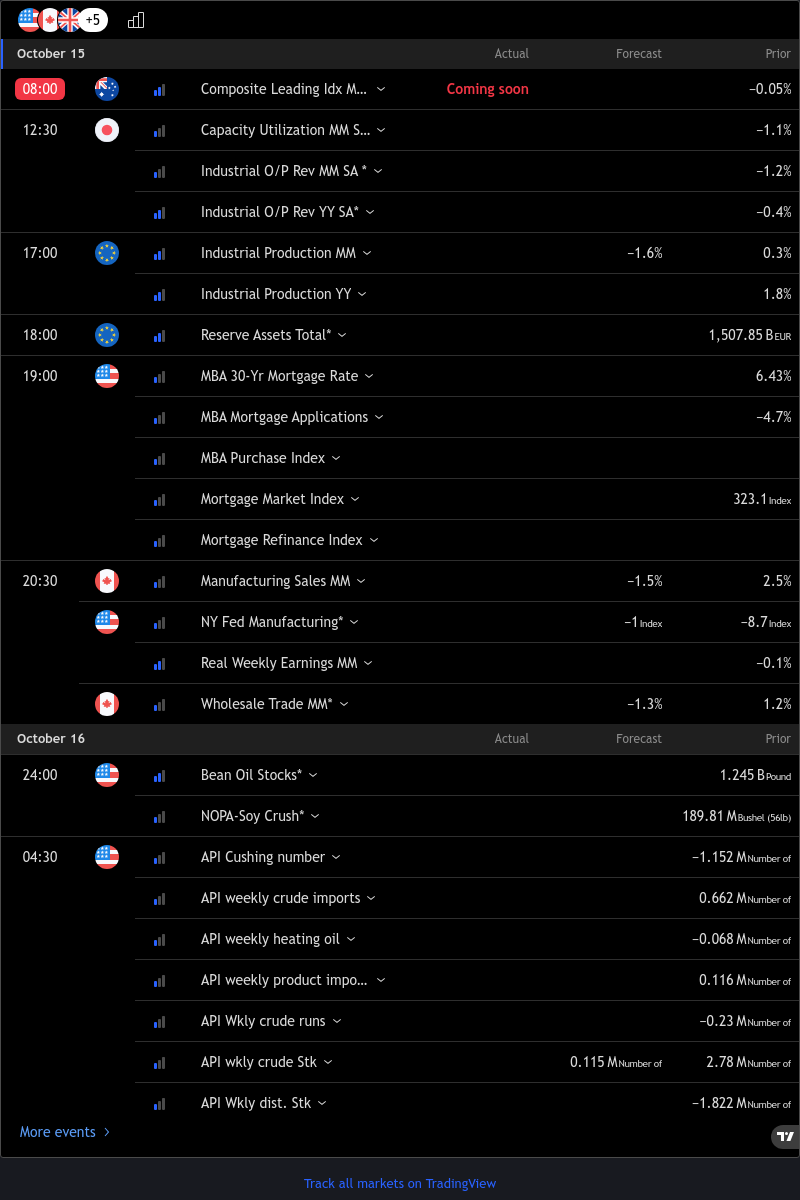 +5
October 15 Actual Forecast Prior
08:00 Composite Leading Idx M... Coming soon −0.05%
12:30 Capacity Utilization MM S... −1.1%
Industrial O/P Rev MM SA * −1.2%
Industrial O/P Rev YY SA* −0.4%
17:00 Industrial Production MM −1.6% 0.3%
Industrial Production YY 1.8%
18:00 Reserve Assets Total* 1,507.85 B EUR
19:00 MBA 30-Yr Mortgage Rate 6.43%
MBA Mortgage Applications −4.7%
MBA Purchase Index
Mortgage Market Index 323.1 Index
Mortgage Refinance Index
20:30 Manufacturing Sales MM −1.5% 2.5%
NY Fed Manufacturing* −1 Index −8.7 Index
Real Weekly Earnings MM −0.1%
Wholesale Trade MM* −1.3% 1.2%
October 16 Actual Forecast Prior
24:00 Bean Oil Stocks* 1.245 B Pound
NOPA-Soy Crush* 189.81 M Bushel (56lb)
04:30 API Cushing number −1.152 M Number of
API weekly crude imports 0.662 M Number of
API weekly heating oil −0.068 M Number of
API weekly product impo... 0.116 M Number of
API Wkly crude runs −0.23 M Number of
API wkly crude Stk 0.115 M Number of 2.78 M Number of
API Wkly dist. Stk −1.822 M Number of
More events
Track all markets on TradingView